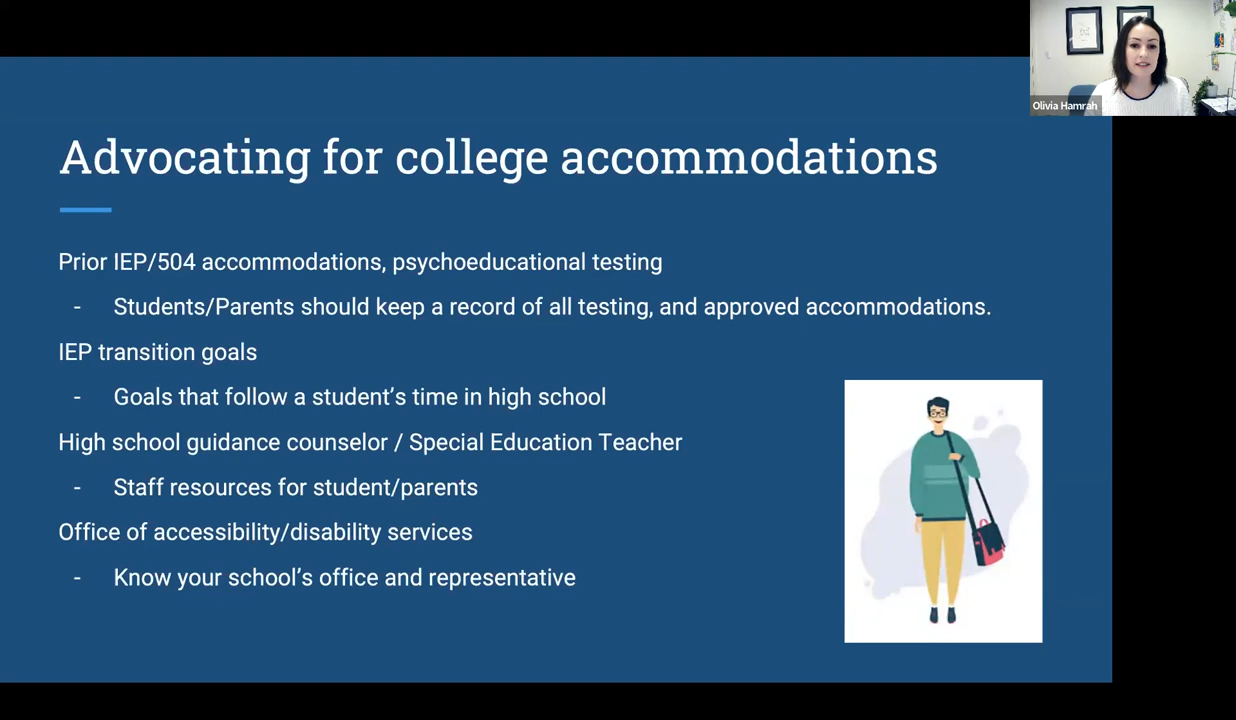 Olivia Hamrah
Advocating for college accommodations
Prior IEP/504 accommodations, psychoeducational testing
- Students/Parents should keep a record of all testing, and approved accommodations.
IEP transition goals
- Goals that follow a student’s time in high school
High school guidance counselor / Special Education Teacher
- Staff resources for student/parents
Office of accessibility/disability services
- Know your school’s office and representative